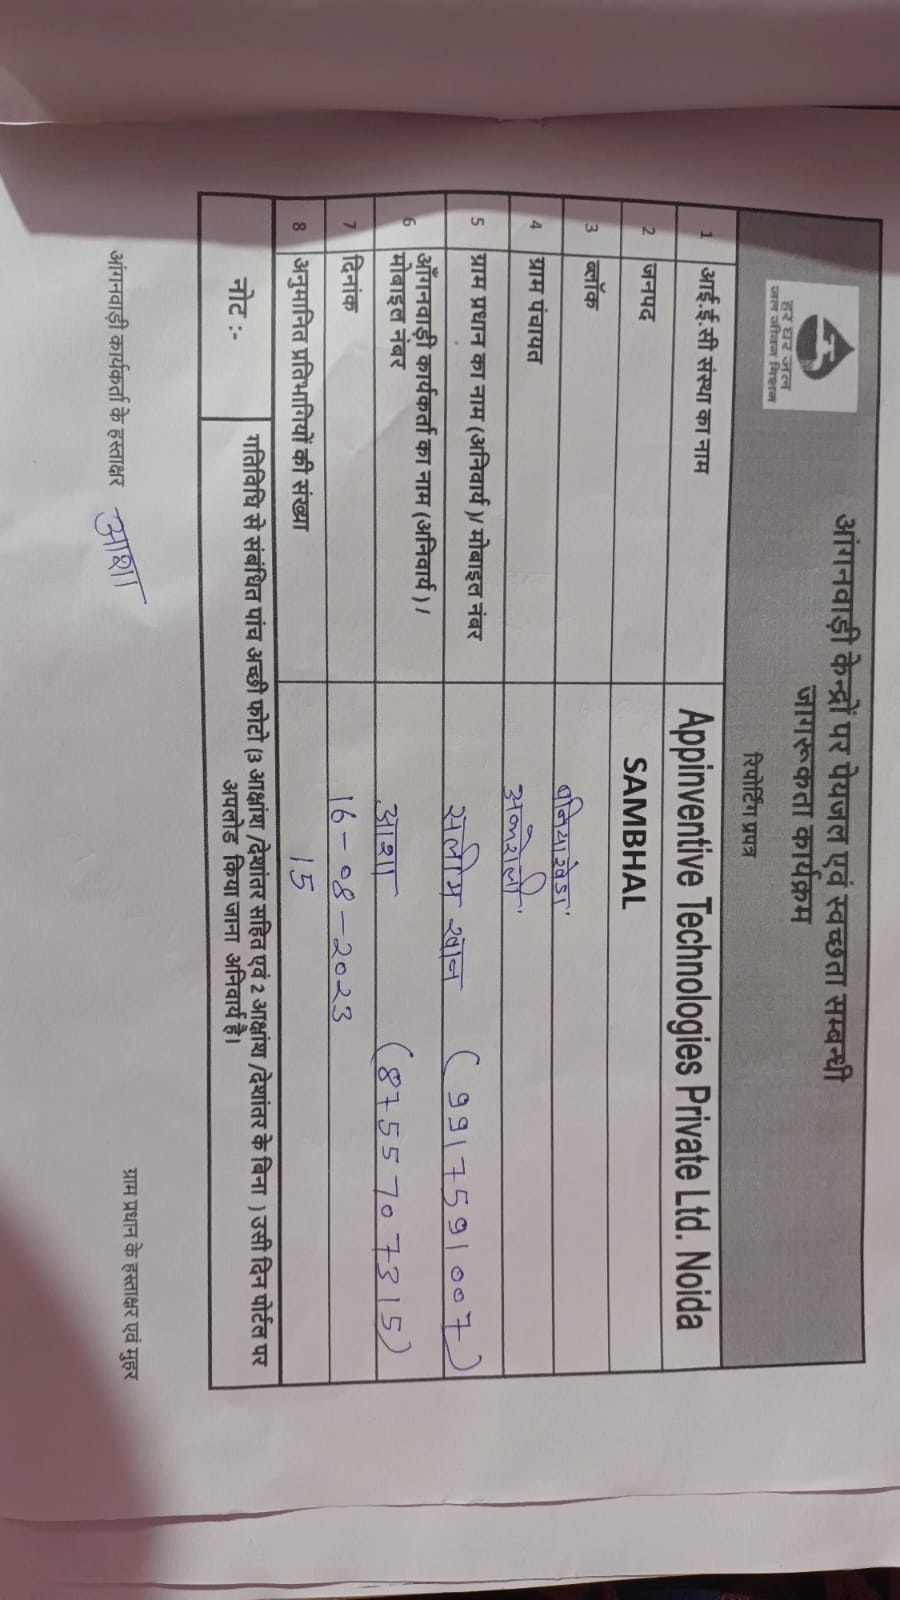 हर घर जल
जल जीवन मिशन
आंगनवाड़ी केन्द्रों पर पेयजल एवं स्वच्छता सम्बन्धी
जागरूकता कार्यक्रम
रिपोर्टिंग प्रपत्र
1 आई.ई.सी संस्था का नाम Appinventive Technologies Private Ltd. Noida
2 जनपद SAMBHAL
3 ब्लॉक बनियाखेडा
4 ग्राम पंचायत
5 ग्राम प्रधान का नाम (अनिवार्य)/ मोबाइल नंबर सलीम खान (9917591007)
6 आँगनवाड़ी कार्यकर्ता का नाम (अनिवार्य) /
मोबाइल नंबर आशा (8755707315)
7 दिनांक 16-08-2023
8 अनुमानित प्रतिभागियों की संख्या 15
नोट :- गतिविधि से संबंधित पांच अच्छी फोटो (3 आक्षांश /देशांतर सहित एवं 2 आक्षांश /देशांतर के बिना ) उसी दिन पोर्टल पर
अपलोड किया जाना अनिवार्य है।
आंगनवाड़ी कार्यकर्ता के हस्ताक्षर आशा
ग्राम प्रधान के हस्ताक्षर एवं मुहर